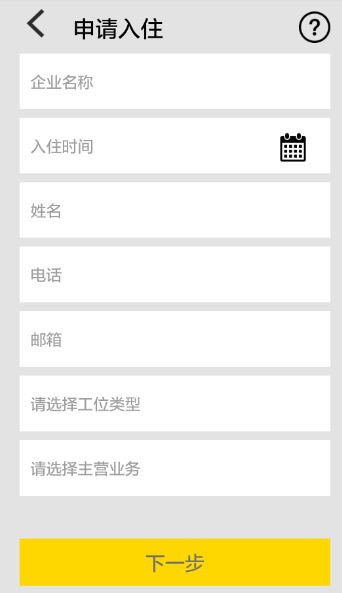 申请入住
企业名称
入住时间
姓名
电话
邮箱
请选择工位类型
请选择主营业务
下一步